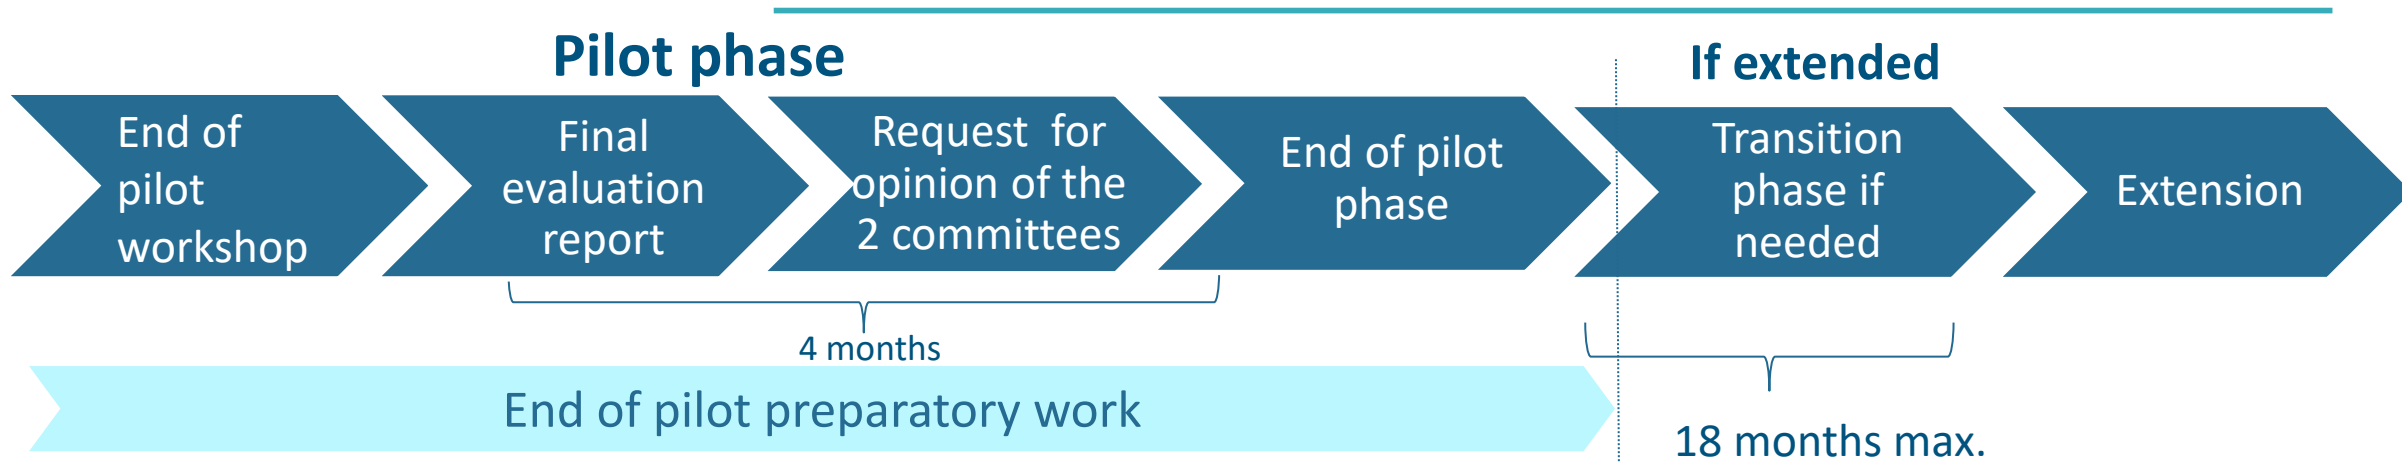 Pilot phase
If extended
End of
pilot
workshop
Final
evaluation
report
Request  for
opinion of the
2 committees
End of pilot
phase
Transition
phase if
needed
Extension
4 months
End of pilot preparatory work
18 months max.